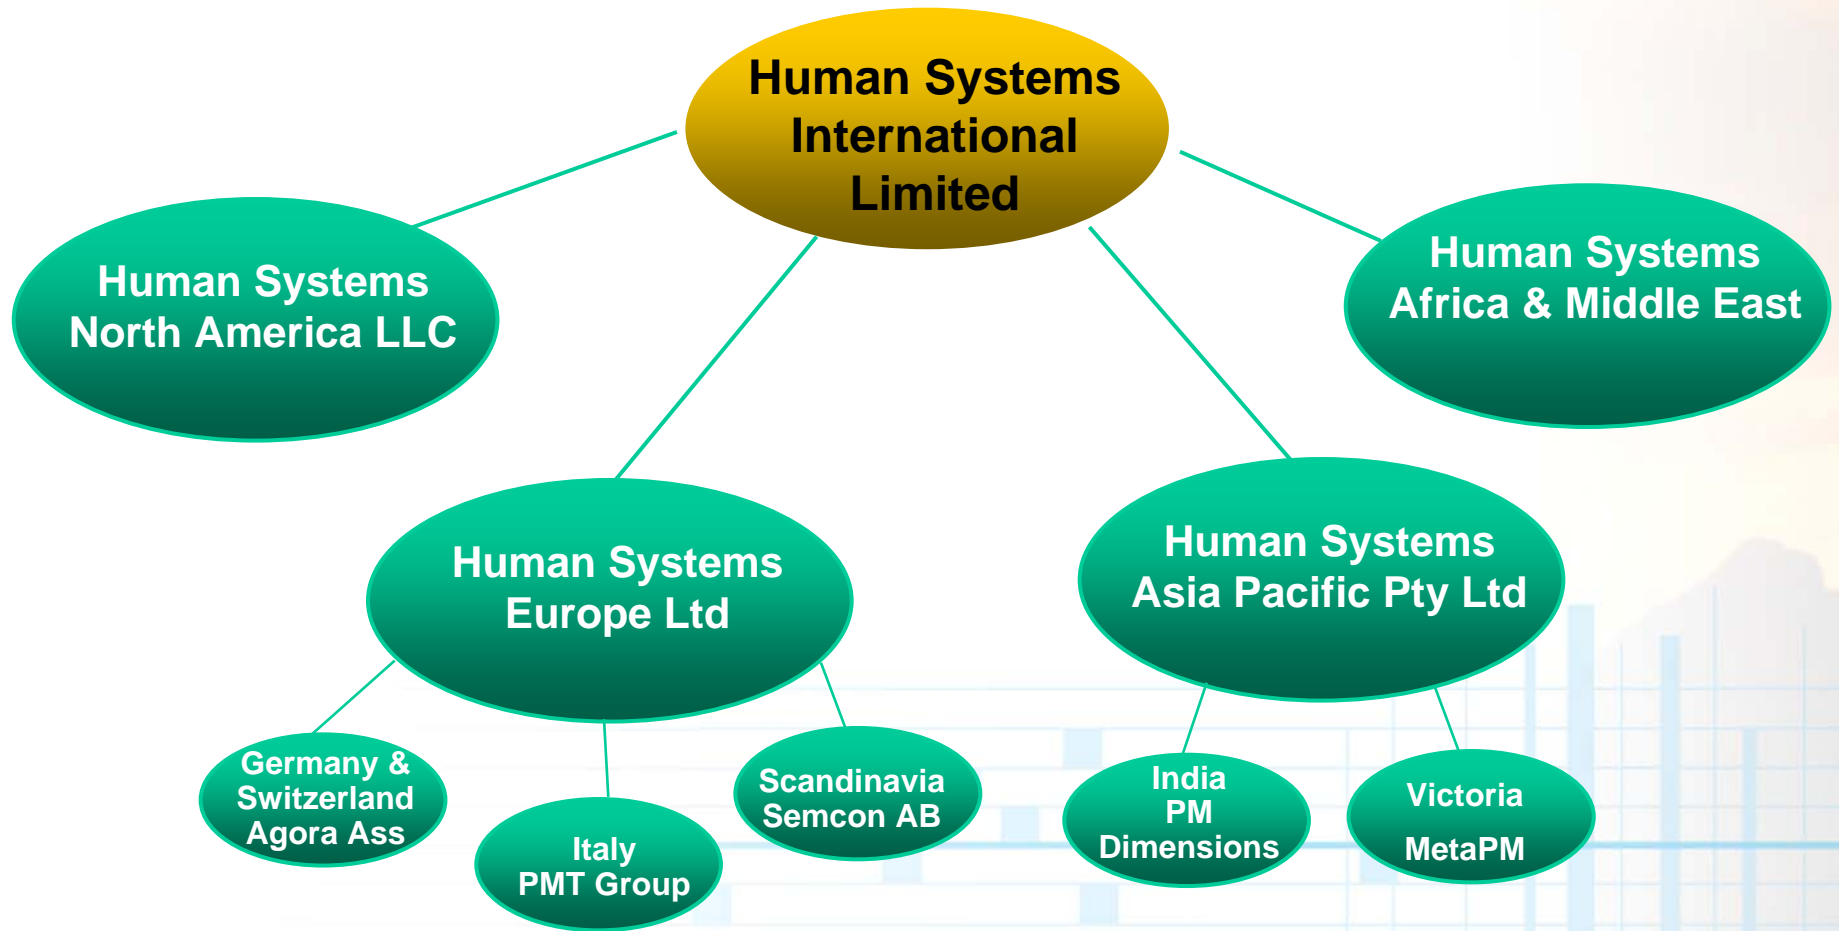 Human Systems
International
Limited
Human Systems
North America LLC
Human Systems
Africa & Middle East
Human Systems
Europe Ltd
Human Systems
Asia Pacific Pty Ltd
Germany &
Switzerland
Agora Ass
Italy
PMT Group
Scandinavia
Semcon AB
India
PM
Dimensions
Victoria
MetaPM